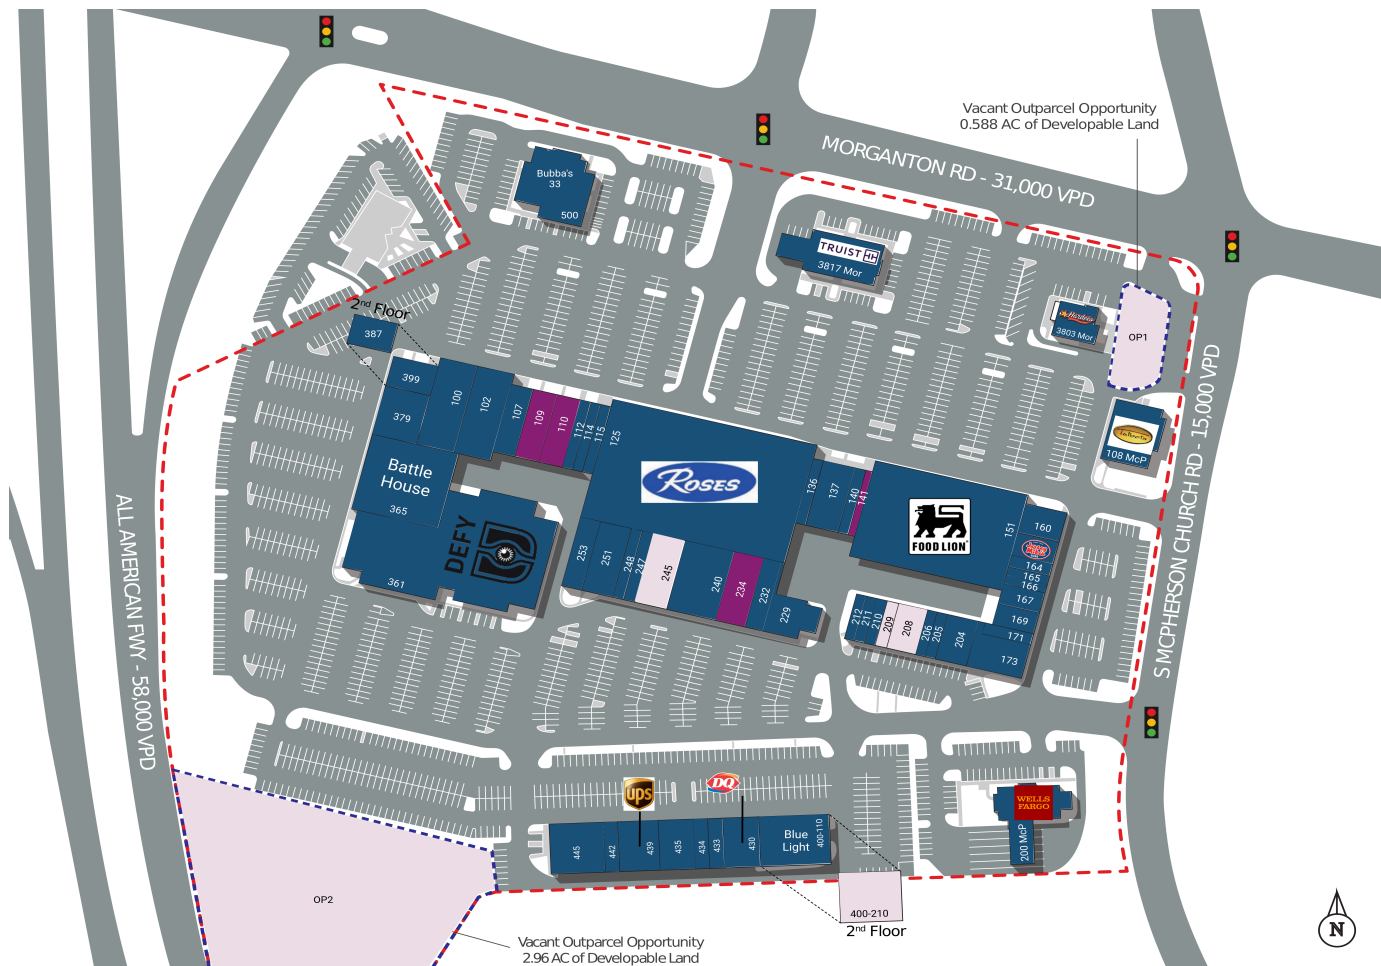 Vacant Outparcel Opportunity
0.588 AC of Developable Land
MORGANTON RD - 31,000 VPD
Bubba's
33
500
TRUIST
3817 Mor
Hardee's
3803 Mor
OP1
2nd Floor
387
399
379
100
102
107
109
110
112
114
115
125
ROSES
136
137
140
141
FOOD LION
151
160
164
165
166
167
169
171
173
108 McP
S MCPHERSON CHURCH RD - 15,000 VPD
Battle
House
365
DEFY
361
253
251
248
247
245
240
234
232
229
212
211
210
209
208
206
205
204
ALL AMERICAN FWY - 58,000 VPD
ups
DQ
445
442
439
435
434
433
430
Blue
Light
400-110
WELLS
FARGO
200 McP
OP2
400-210
2nd Floor
Vacant Outparcel Opportunity
2.96 AC of Developable Land
N